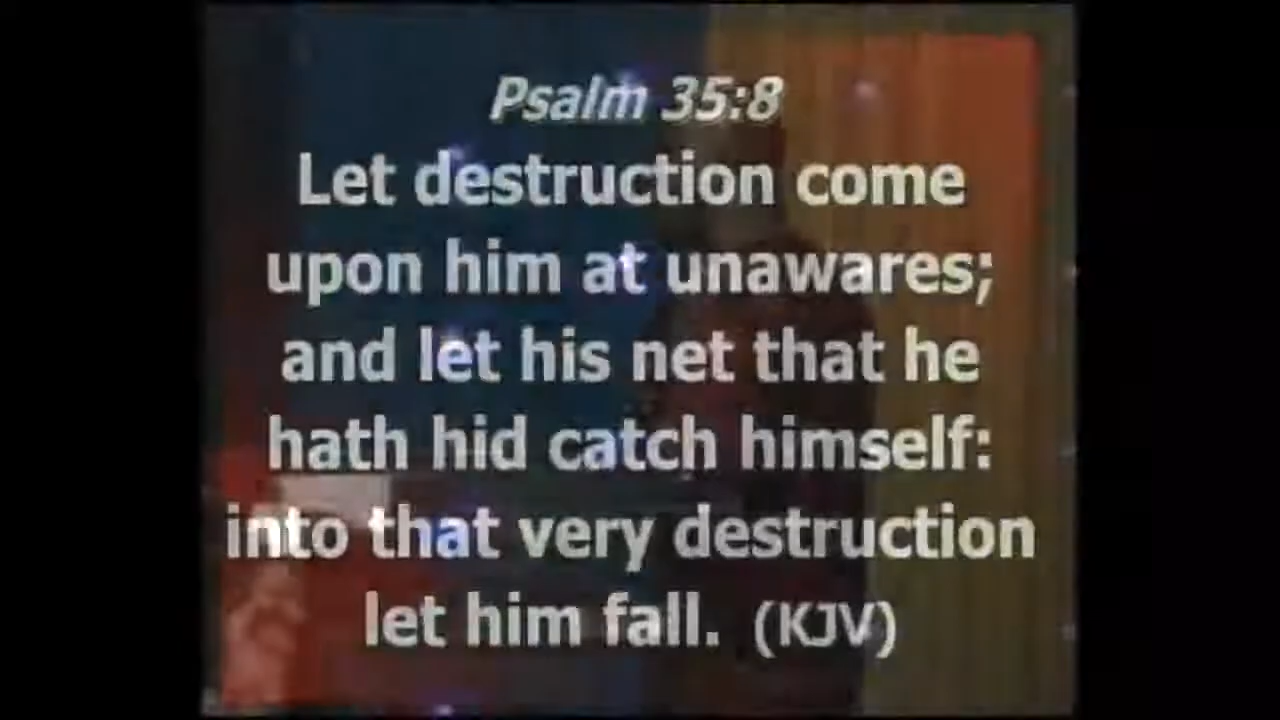 Psalm 35:8
Let destruction come
upon him at unawares;
and let his net that he
hath hid catch himself:
into that very destruction
let him fall. (KJV)